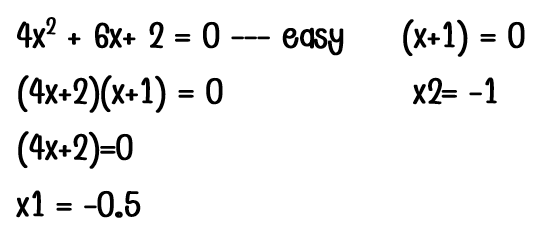 4x² + 6x+ 2 = 0 --- easy
(4x+2)(x+1) = 0
(4x+2)=0
x1 = -0.5
(x+1) = 0
x2= -1